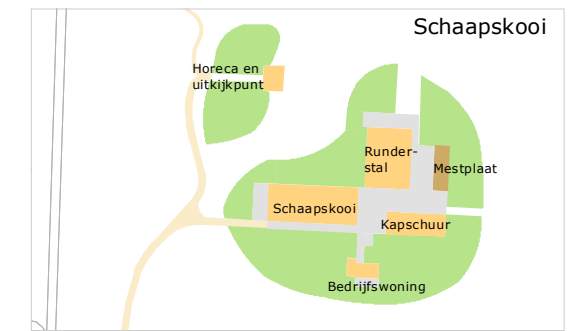 Schaapskooi
Horeca en
uitkijkpunt
Runder-
stal
Mestplaat
Schaapskooi
Kapschuur
Bedrijfswoning